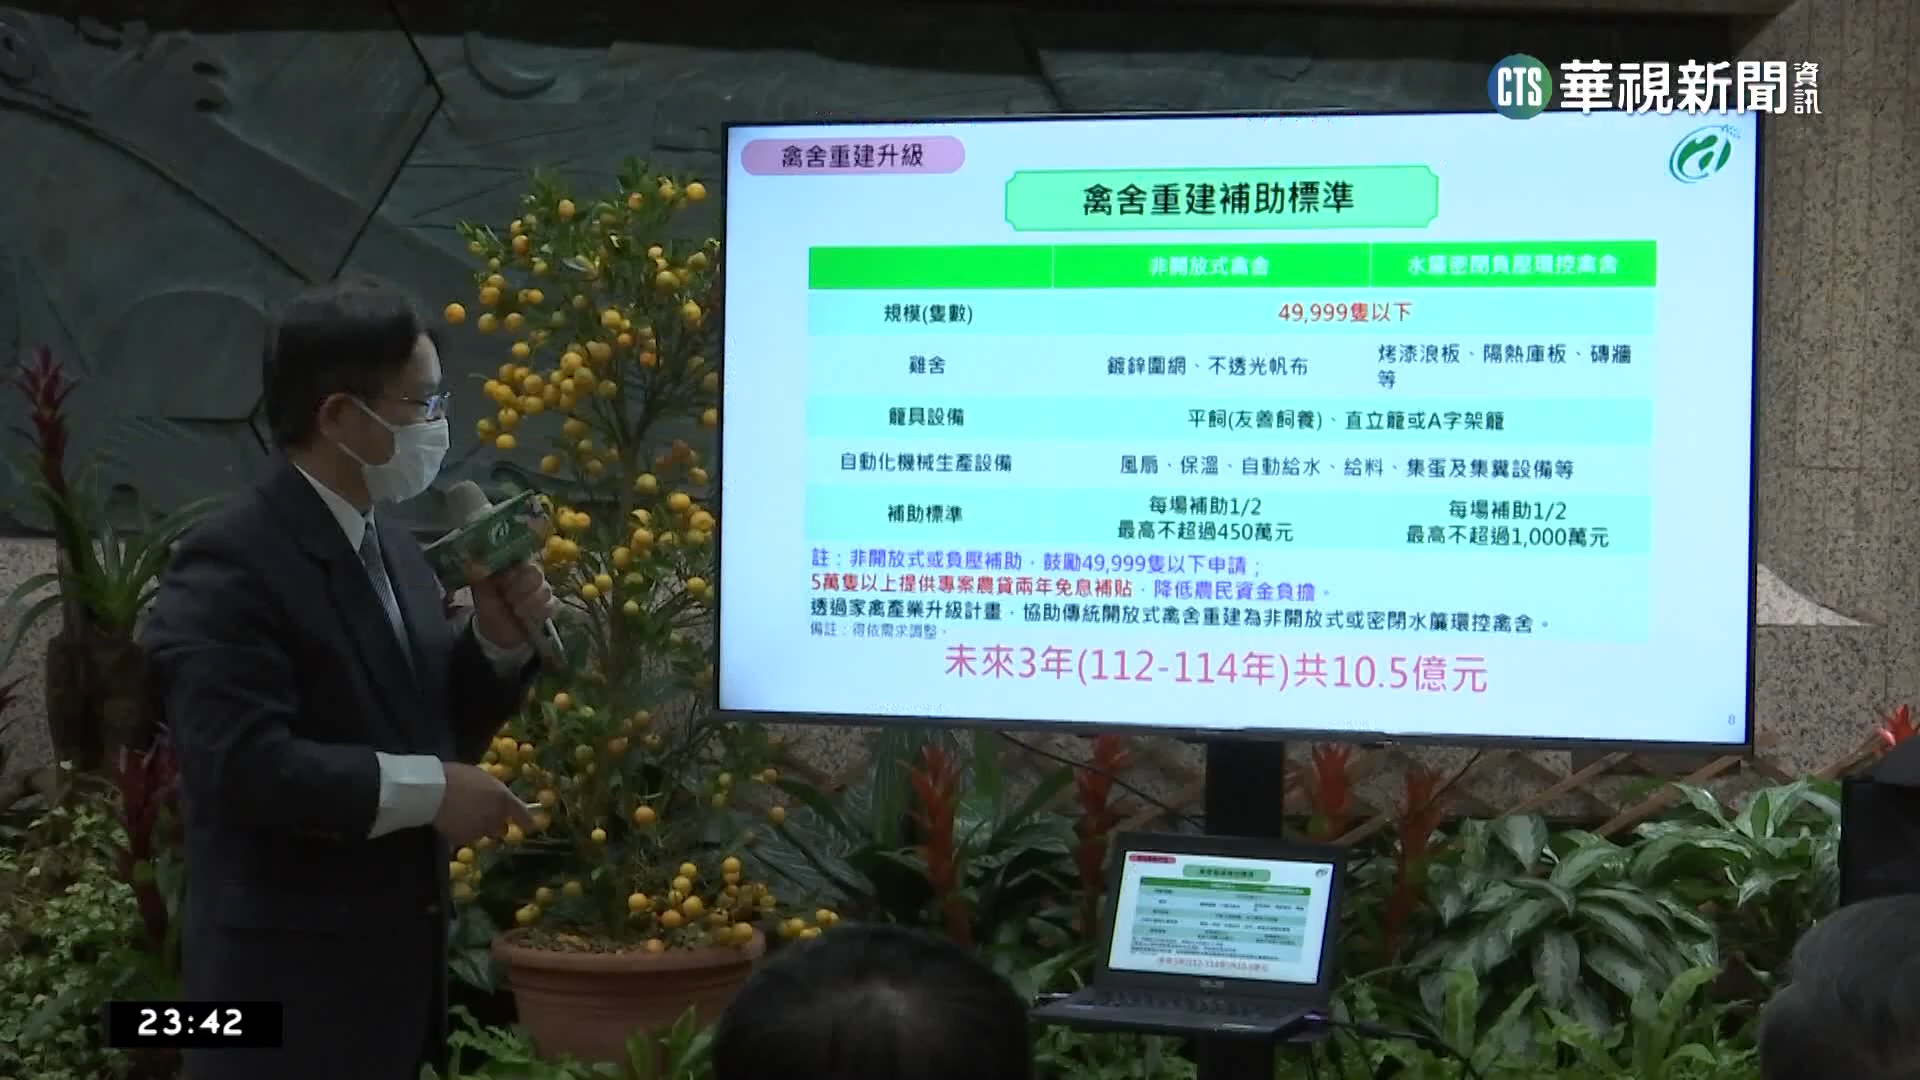 CTS 華視新聞資訊
禽舍重建升級
禽舍重建補助標準
非開放式禽舍 水簾密閉負壓環控禽舍
規模(隻數) 49,999隻以下
雞舍 鍍鋅圍網、不透光帆布 烤漆浪板、隔熱庫板、磚牆
等
籠具設備 平飼(友善飼養)、直立籠或A字架籠
自動化機械生產設備 風扇、保溫、自動給水、給料、集蛋及集糞設備等
補助標準 每場補助1/2 每場補助1/2
最高不超過450萬元 最高不超過1,000萬元
註：非開放式或負壓補助，鼓勵49,999隻以下申請；
5萬隻以上提供專案農貸兩年免息補貼，降低農民資金負擔。
透過家禽產業升級計畫，協助傳統開放式禽舍重建為非開放式或密閉水簾環控禽舍。
備註：得依需求調整。
未來3年(112-114年)共10.5億元
8
23:42